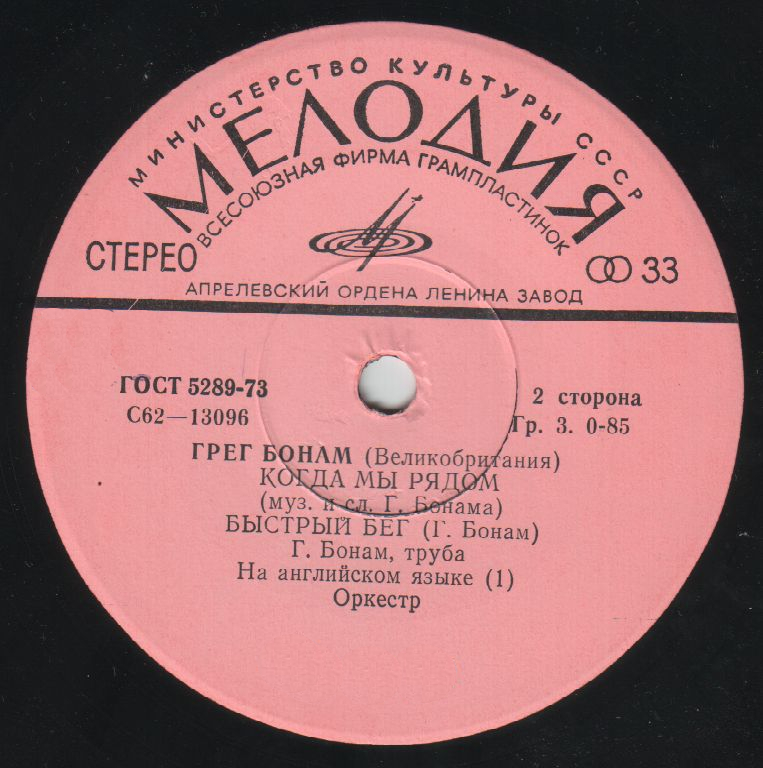 МИНИСТЕРСТВО КУЛЬТУРЫ СССР
МЕЛОДИЯ
ВСЕСОЮЗНАЯ ФИРМА ГРАМПЛАСТИНОК
СТЕРЕО
33
АПРЕЛЕВСКИЙ ОРДЕНА ЛЕНИНА ЗАВОД
ГОСТ 5289-73
С62—13096
2 сторона
Гр. 3. 0-85
ГРЕГ БОНАМ (Великобритания)
КОГДА МЫ РЯДОМ
(муз. и сл. Г. Бонама)
БЫСТРЫЙ БЕГ (Г. Бонам)
Г. Бонам, труба
На английском языке (1)
Оркестр